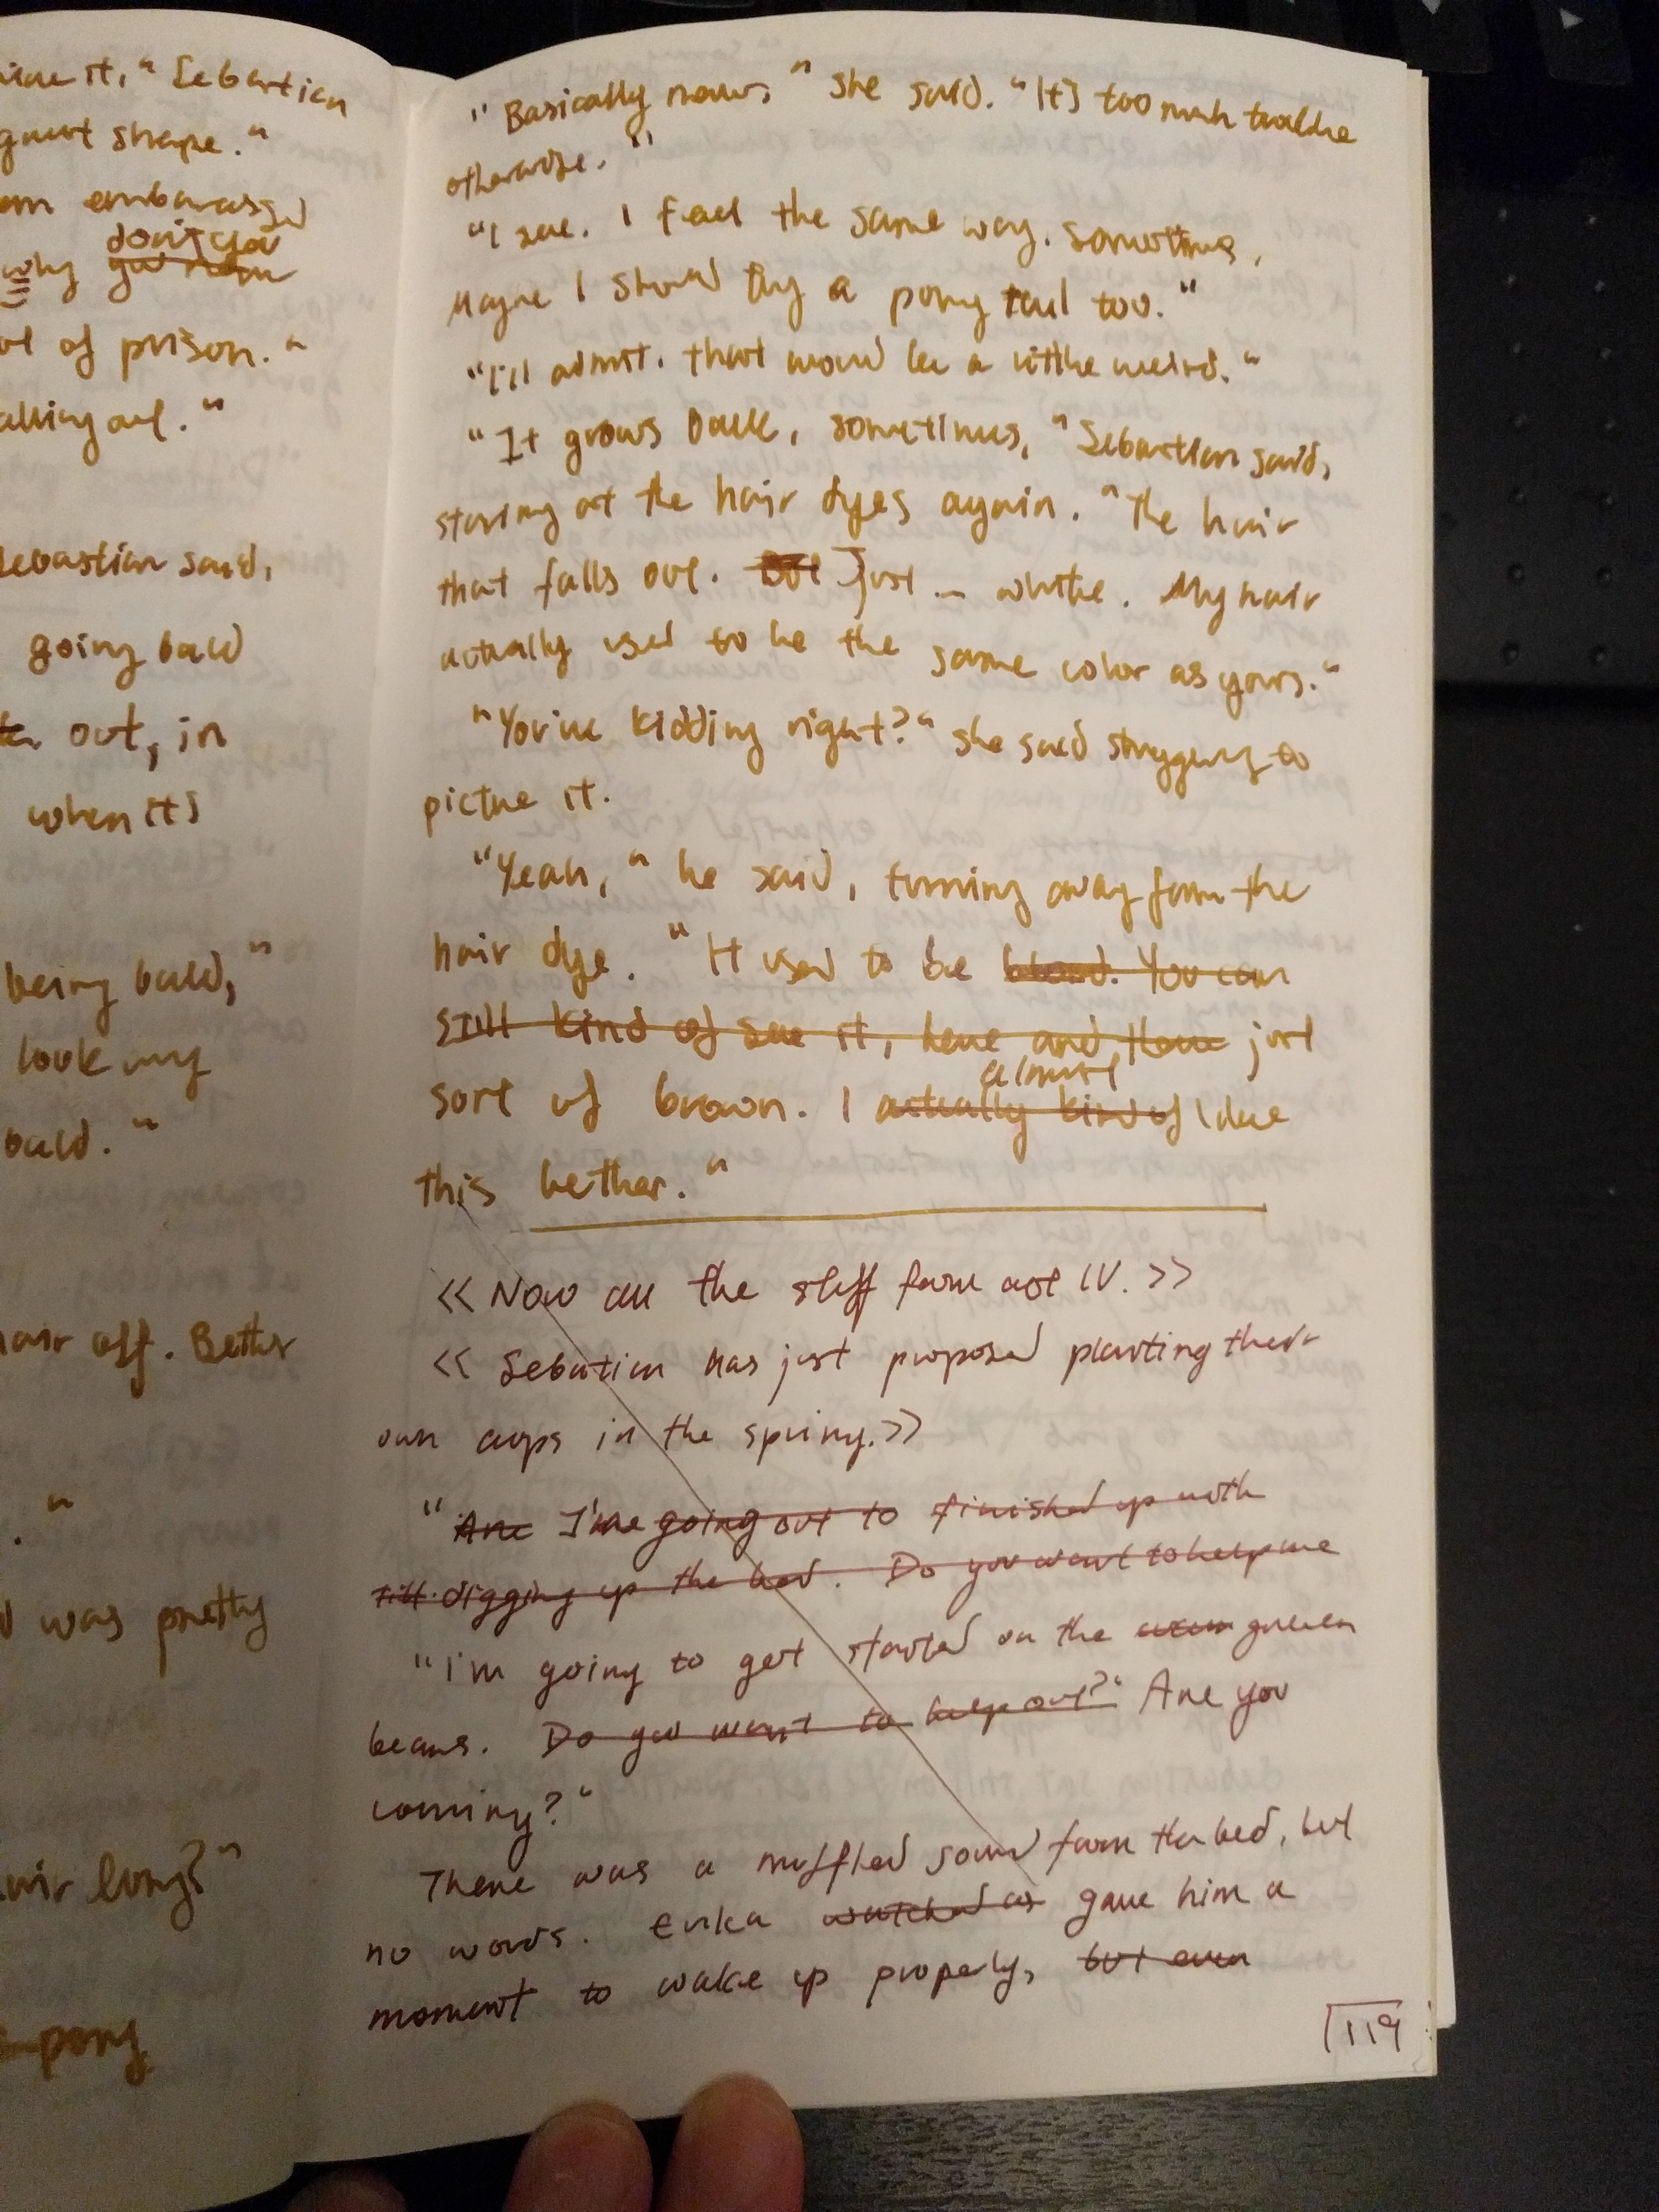 it," Sebastian
shape."
embarassed
don't you
why
of prison."
out."
Sebastian said,
going bald
out, in
when it's
being bald,"
look my
bald."
hair off. Better
."
was pretty
hair long?"
pony
"Basically never," she said. "It's too much trouble
otherwise."
"I see. I feel the same way, sometimes,
Maybe I should try a pony tail too."
"I'll admit, that would be a little weird."
"It grows back, sometimes," Sebastian said,
staring at the hair dyes again. "The hair
that falls out. But Just — white. My hair
actually used to be the same color as yours."
"You're kidding right?" she said struggling to
picture it.
"Yeah," he said, turning away from the
hair dye. "It used to be blond. You can
still kind of see it, here and there just
almost
sort of brown. I actually kind of like
this better."
<< Now all the stuff from act IV. >>
<< Sebastian has just proposed planting their
own crops in the spring. >>
"Are I'me going out to finished up with
till digging up the bed. Do you want to help me
"I'm going to get started on the green
beans. Do you want to help out?" Are you
coming?"
There was a muffled sound from the bed, but
no words. Erika watched as gave him a
moment to wake up properly, but even
119